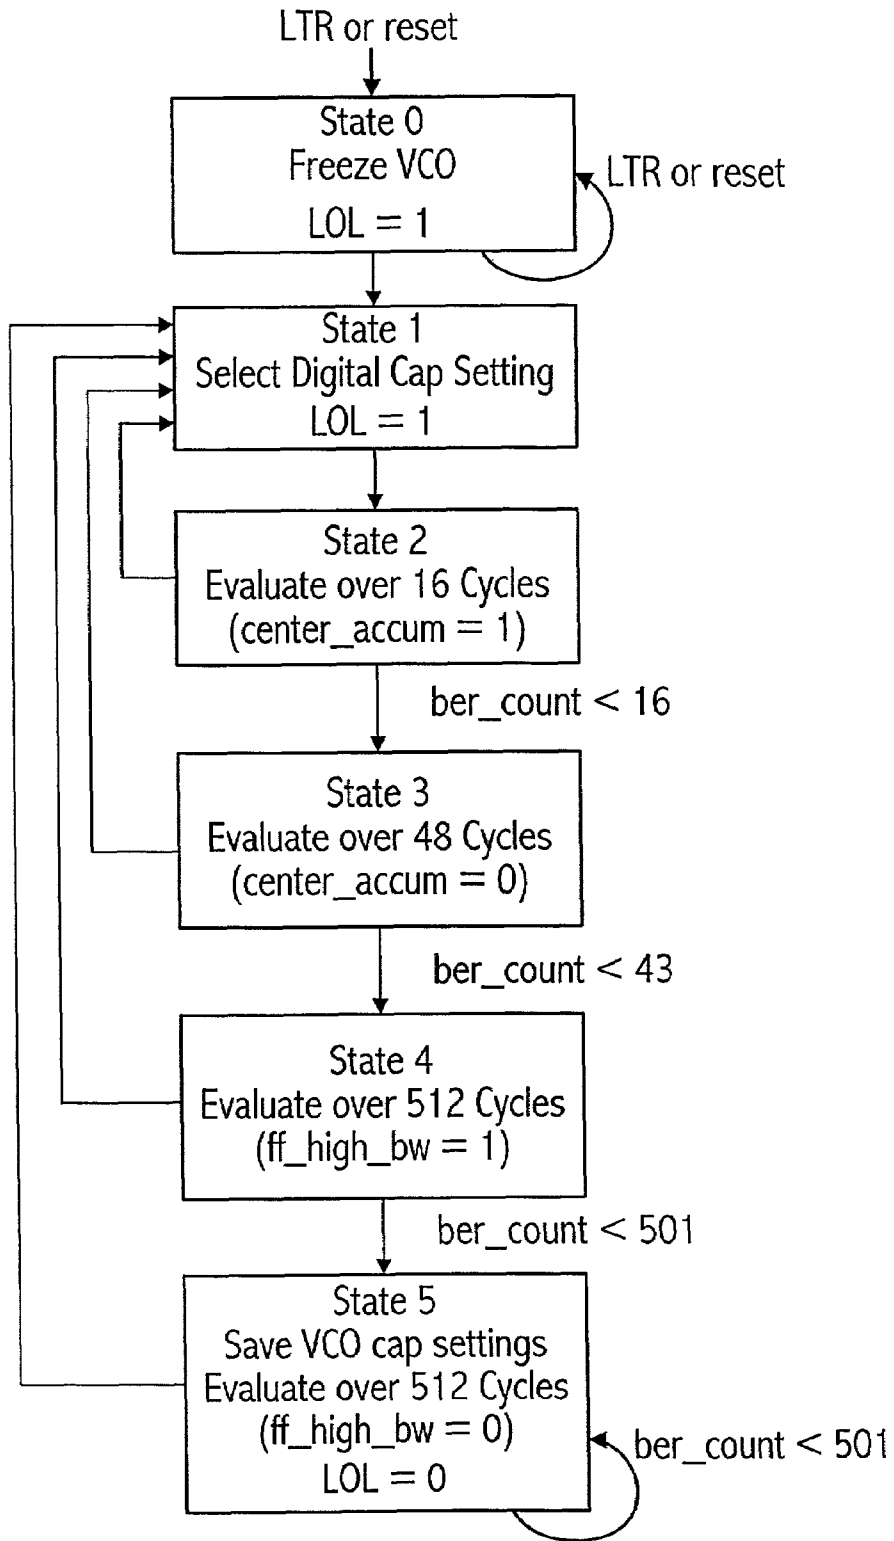 LTR or reset
State 0
Freeze VCO
LTR or reset
LOL = 1
State 1
Select Digital Cap Setting
LOL = 1
State 2
Evaluate over 16 Cycles
(center_accum = 1)
ber_count < 16
State 3
Evaluate over 48 Cycles
(center_accum = 0)
ber_count < 43
State 4
Evaluate over 512 Cycles
(ff_high_bw = 1)
ber_count < 501
State 5
Save VCO cap settings
Evaluate over 512 Cycles
(ff_high_bw = 0)
ber_count < 501
LOL = 0